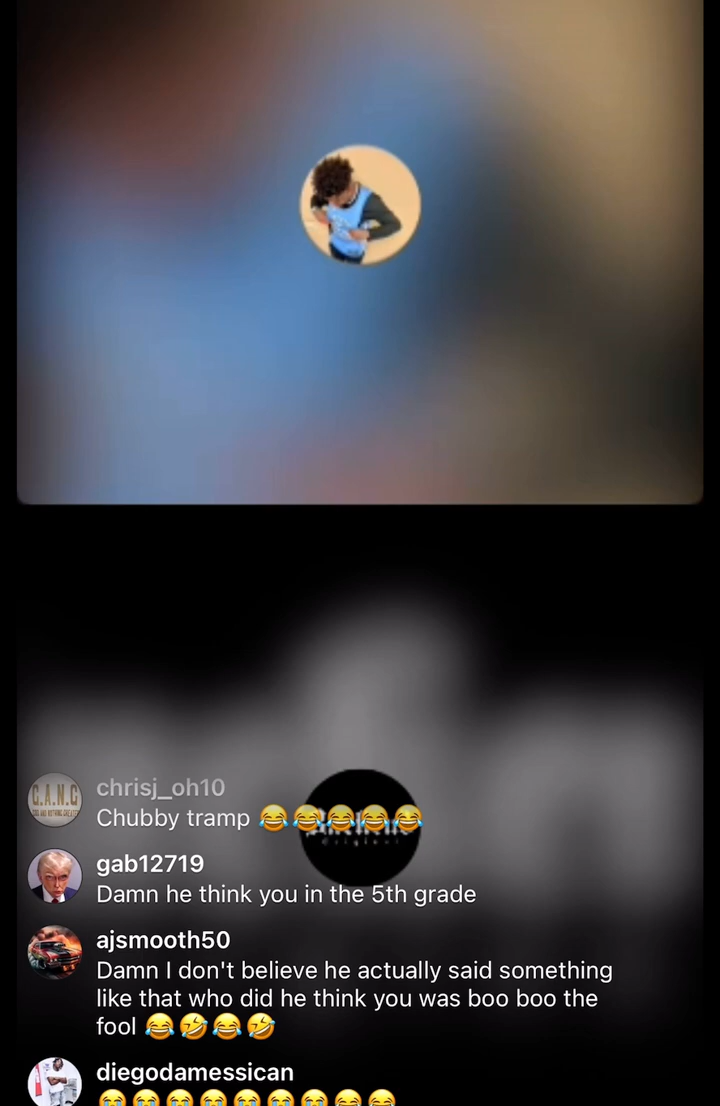 chrisj_oh10
Chubby tramp 😂😂😂😂😂
gab12719
Damn he think you in the 5th grade
ajsmooth50
Damn I don't believe he actually said something
like that who did he think you was boo boo the
fool 😂🤣😂🤣
diegodamessican
😭😭😭😭😭😭😭😂😂
G.A.N.G